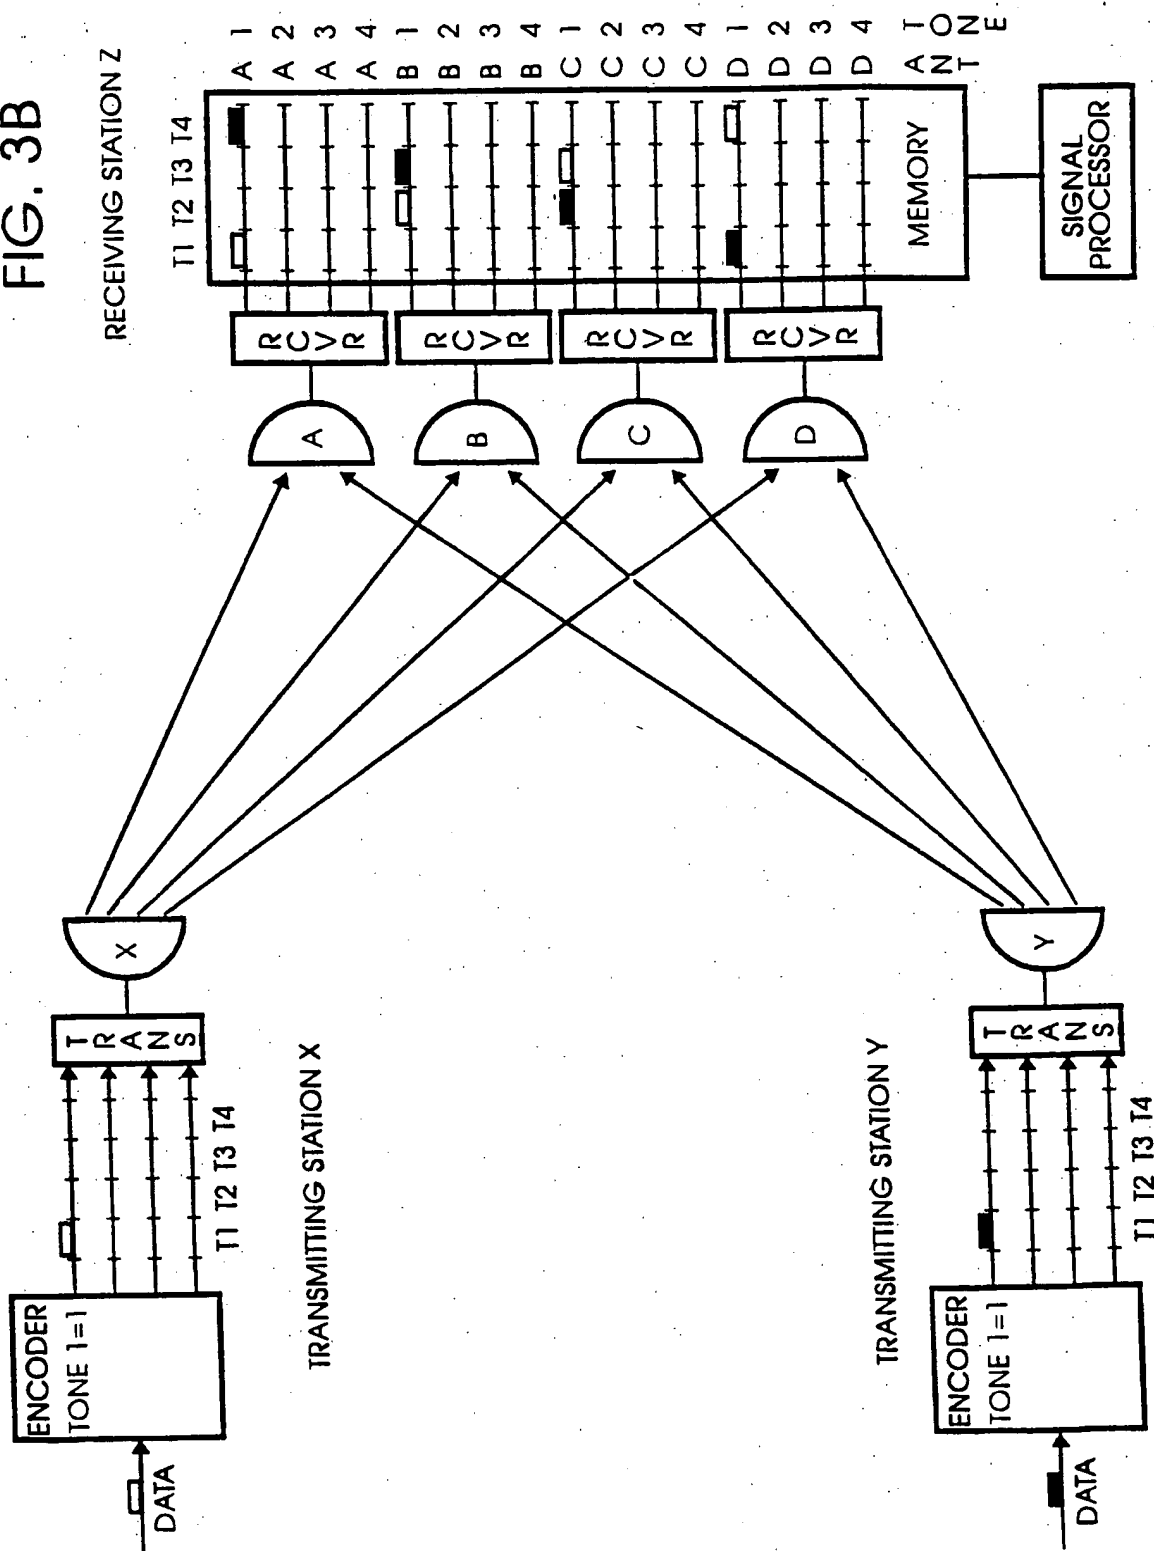 FIG. 3B
RECEIVING STATION Z
T1 T2 T3 T4
A 1
A 2
A 3
A 4
B 1
B 2
B 3
B 4
C 1
C 2
C 3
C 4
D 1
D 2
D 3
D 4
ANT
TONE
MEMORY
SIGNAL
PROCESSOR
RCVR
RCVR
RCVR
RCVR
A
B
C
D
X
Y
TRANS
T1 T2 T3 T4
TRANSMITTING STATION X
ENCODER
TONE 1=1
DATA
TRANS
T1 T2 T3 T4
TRANSMITTING STATION Y
ENCODER
TONE 1=1
DATA